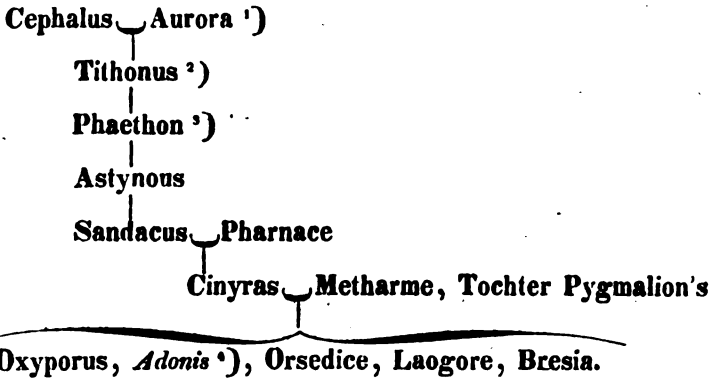 Cephalus Aurora ¹)
Tithonus ²)
Phaethon ³)
Astynous
Sandacus Pharnace
Cinyras Metharme, Tochter Pygmalion's
Oxyporus, Adonis ⁴), Orsedice, Laogore, Bresia.